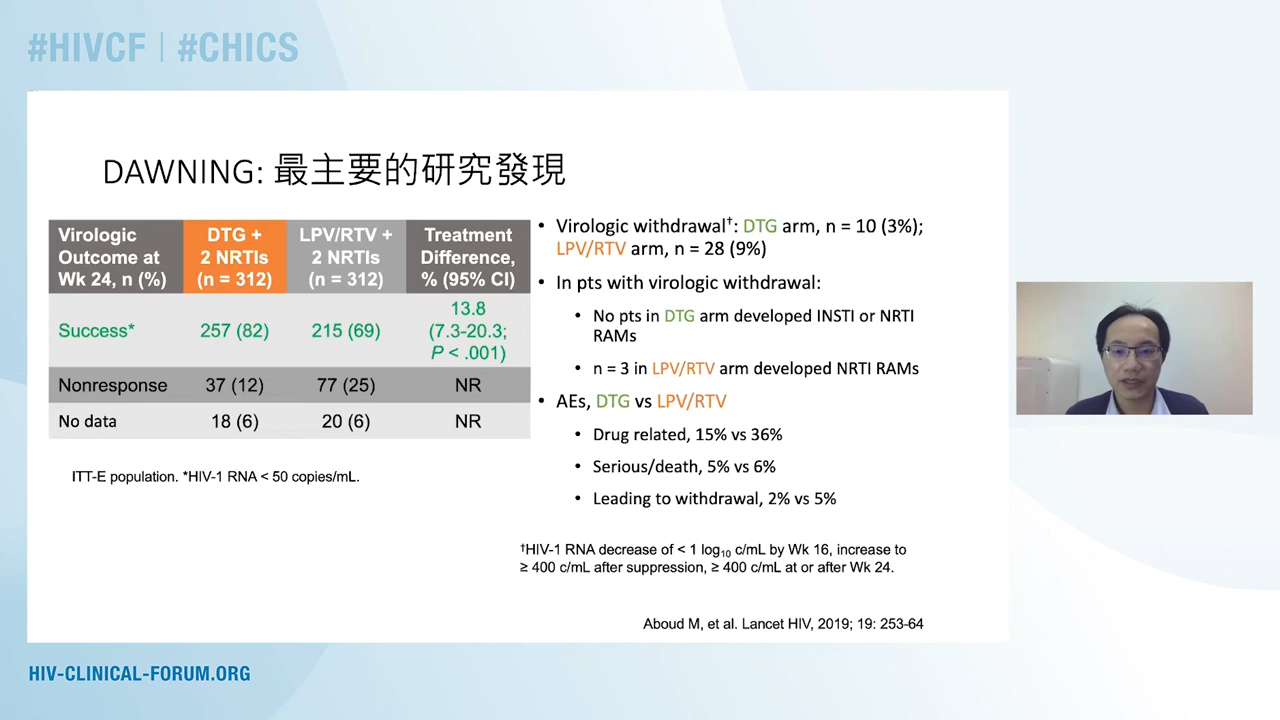 #HIVCF | #CHICS
DAWNING: 最主要的研究發現
Virologic
Outcome at
Wk 24, n (%)
DTG +
2 NRTIs
(n = 312)
LPV/RTV +
2 NRTIs
(n = 312)
Treatment
Difference,
% (95% CI)
Success*
257 (82)
215 (69)
13.8
(7.3-20.3;
P < .001)
Nonresponse
37 (12)
77 (25)
NR
No data
18 (6)
20 (6)
NR
ITT-E population. *HIV-1 RNA < 50 copies/mL.
• Virologic withdrawal†: DTG arm, n = 10 (3%);
LPV/RTV arm, n = 28 (9%)
• In pts with virologic withdrawal:
• No pts in DTG arm developed INSTI or NRTI
RAMs
• n = 3 in LPV/RTV arm developed NRTI RAMs
• AEs, DTG vs LPV/RTV
• Drug related, 15% vs 36%
• Serious/death, 5% vs 6%
• Leading to withdrawal, 2% vs 5%
†HIV-1 RNA decrease of < 1 log₁₀ c/mL by Wk 16, increase to
≥ 400 c/mL after suppression, ≥ 400 c/mL at or after Wk 24.
Aboud M, et al. Lancet HIV, 2019; 19: 253-64
HIV-CLINICAL-FORUM.ORG